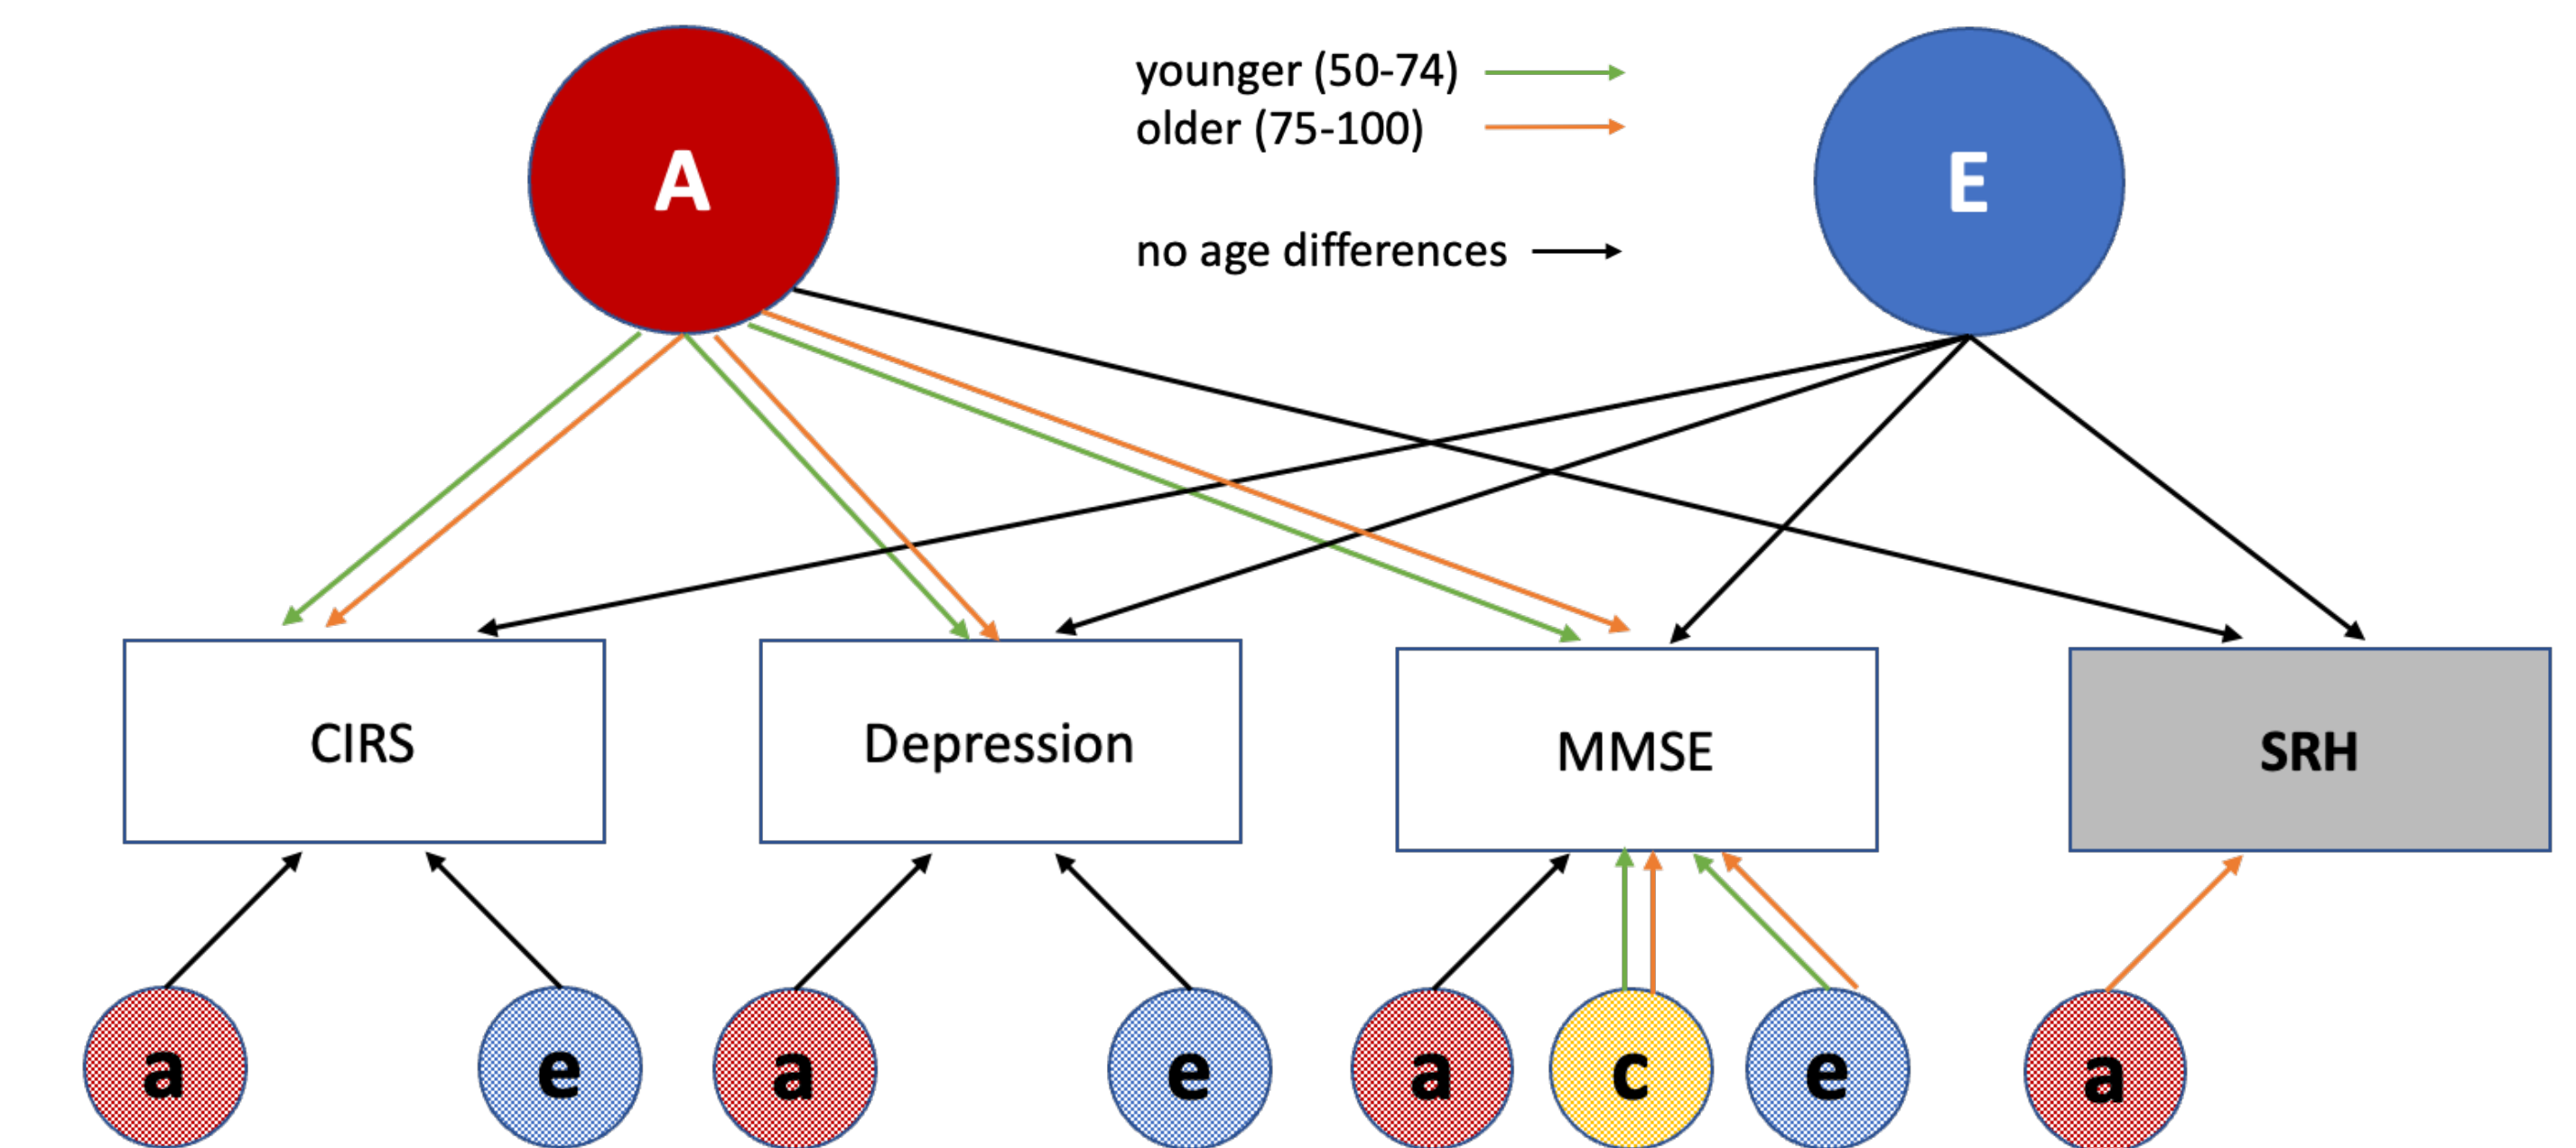 A
younger (50-74)
older (75-100)
no age differences
E
CIRS
Depression
MMSE
SRH
a
e
a
e
a
c
e
a